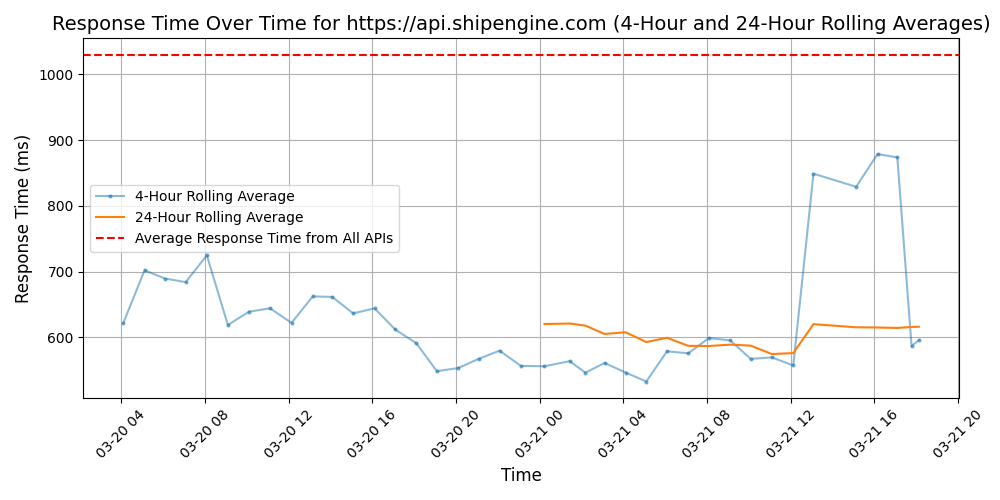 Response Time Over Time for https://api.shipengine.com (4-Hour and 24-Hour Rolling Averages)
Response Time (ms)
1000
900
800
700
600
4-Hour Rolling Average
24-Hour Rolling Average
Average Response Time from All APIs
03-20 04
03-20 08
03-20 12
03-20 16
03-20 20
03-21 00
03-21 04
03-21 08
03-21 12
03-21 16
03-21 20
Time